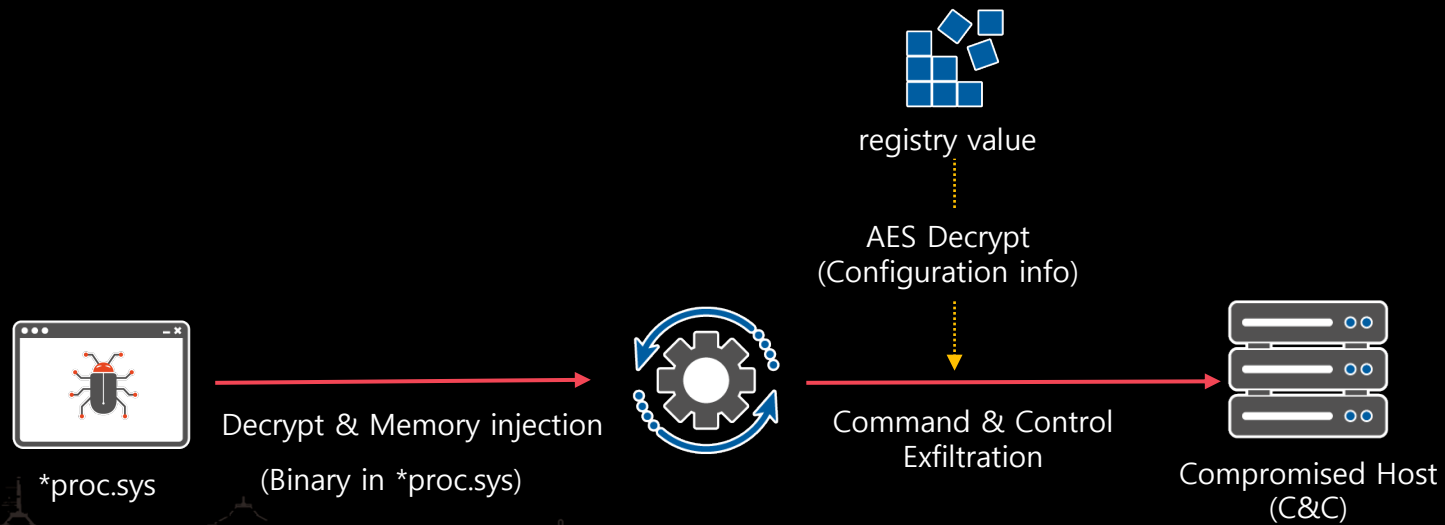 registry value
AES Decrypt
(Configuration info)
*proc.sys
Decrypt & Memory injection
(Binary in *proc.sys)
Command & Control
Exfiltration
Compromised Host
(C&C)